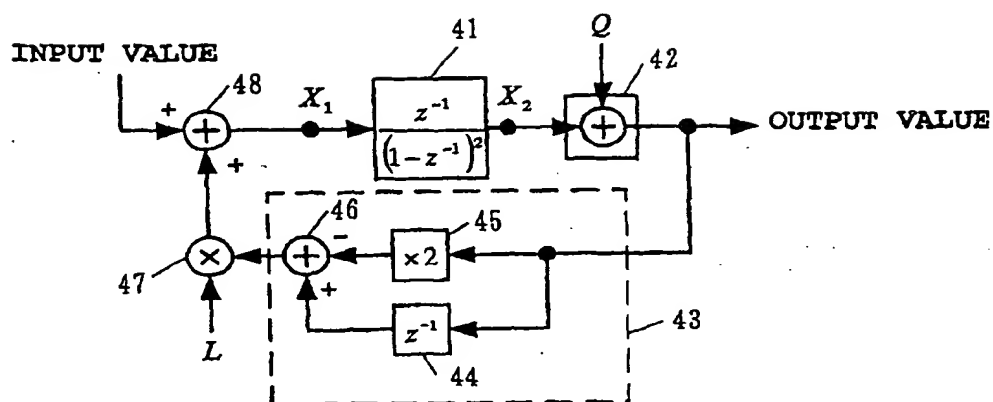 Q
41
INPUT VALUE
48
42
+
X₁
z⁻¹
X₂
+
+
OUTPUT VALUE
(1−z⁻¹)²
+
46
45
−
47
×
+
×2
+
43
z⁻¹
L
44